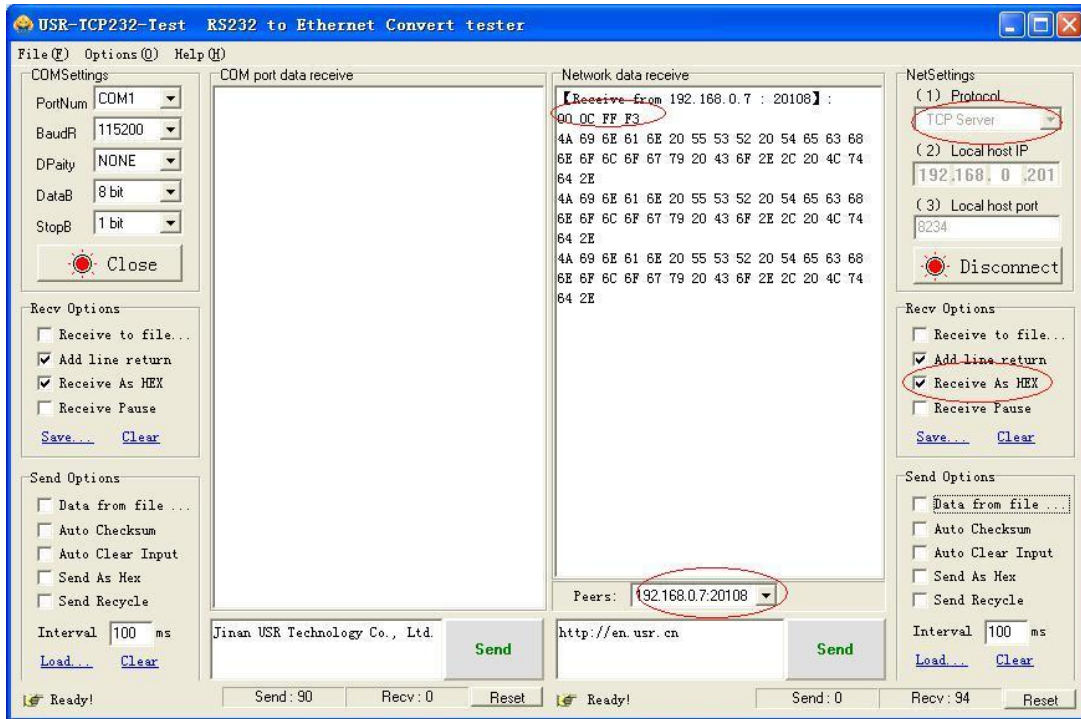 USR-TCP232-Test RS232 to Ethernet Convert tester
File(F) Options(O) Help(H)
COMSettings
PortNum COM1
BaudR 115200
DPaity NONE
DataB 8 bit
StopB 1 bit
Close
Recv Options
Receive to file...
Add line return
Receive As HEX
Receive Pause
Save... Clear
Send Options
Data from file ...
Auto Checksum
Auto Clear Input
Send As Hex
Send Recycle
Interval 100 ms
Load... Clear
COM port data receive
Jinan USR Technology Co., Ltd.
Send
Network data receive
【Receive from 192.168.0.7 : 20108】:
00 0C FF F3
4A 69 6E 61 6E 20 55 53 52 20 54 65 63 68
6E 6F 6C 6F 67 79 20 43 6F 2E 2C 20 4C 74
64 2E
4A 69 6E 61 6E 20 55 53 52 20 54 65 63 68
6E 6F 6C 6F 67 79 20 43 6F 2E 2C 20 4C 74
64 2E
4A 69 6E 61 6E 20 55 53 52 20 54 65 63 68
6E 6F 6C 6F 67 79 20 43 6F 2E 2C 20 4C 74
64 2E
Peers: 192.168.0.7:20108
http://en.usr.cn
Send
NetSettings
(1) Protocol
TCP Server
(2) Local host IP
192.168. 0 .201
(3) Local host port
8234
Disconnect
Recv Options
Receive to file...
Add line return
Receive As HEX
Receive Pause
Save... Clear
Send Options
Data from file ...
Auto Checksum
Auto Clear Input
Send As Hex
Send Recycle
Interval 100 ms
Load... Clear
Ready! Send : 90 Recv : 0 Reset
Ready! Send : 0 Recv : 94 Reset